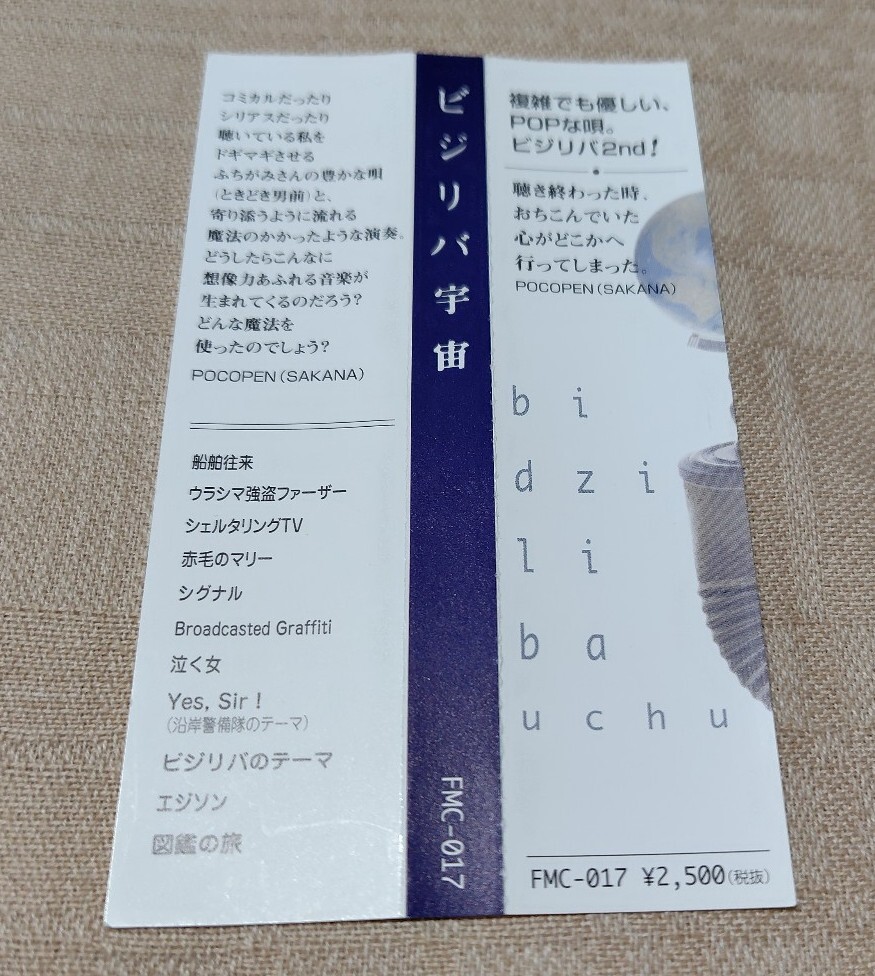 コミカルだったり
シリアスだったり
聴いている私を
ドギマギさせる
ふちがみさんの豊かな唄
(ときどき男前)と、
寄り添うように流れる
魔法のかかったような演奏。
どうしたらこんなに
想像力あふれる音楽が
生まれてくるのだろう?
どんな魔法を
使ったのでしょう?
POCOPEN(SAKANA)
船舶往来
ウラシマ強盗ファーザー
シェルタリングTV
赤毛のマリー
シグナル
Broadcasted Graffiti
泣く女
Yes, Sir !
(沿岸警備隊のテーマ)
ビジリバのテーマ
エジソン
図鑑の旅
ビジリバ宇宙
FMC-017
複雑でも優しい、
POPな唄。
ビジリバ2nd!
聴き終わった時、
おちこんでいた
心がどこかへ
行ってしまった。
POCOPEN(SAKANA)
bi
dzi
li
ba
uchu
FMC-017 ¥2,500(税抜)